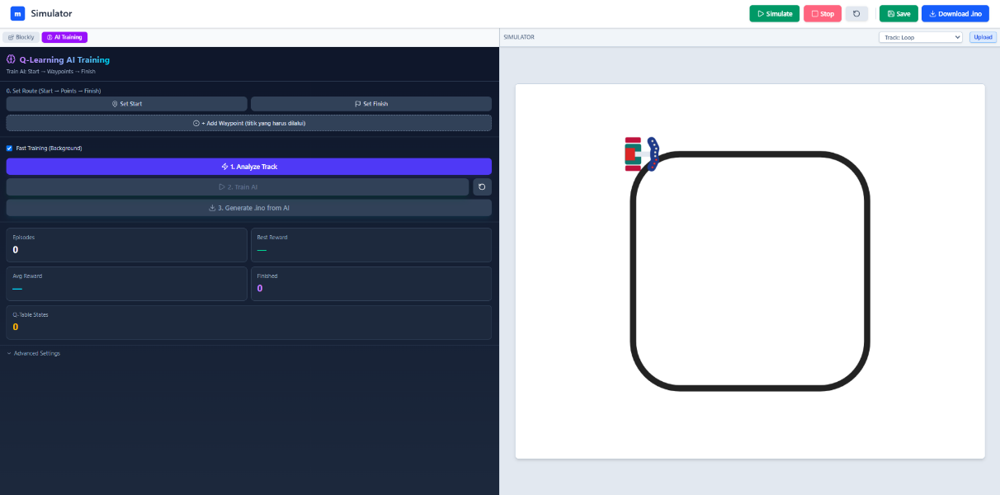 m Simulator
Simulate
Stop
Save
Download .ino
Blockly
AI Training
SIMULATOR
Track: Loop
Upload
Q-Learning AI Training
Train AI: Start → Waypoints → Finish
0. Set Route (Start → Points → Finish)
Set Start
Set Finish
+ Add Waypoint (titik yang harus dilalui)
Fast Training (Background)
1. Analyze Track
2. Train AI
3. Generate .ino from AI
Episodes
0
Best Reward
—
Avg Reward
—
Finished
0
Q-Table States
0
Advanced Settings